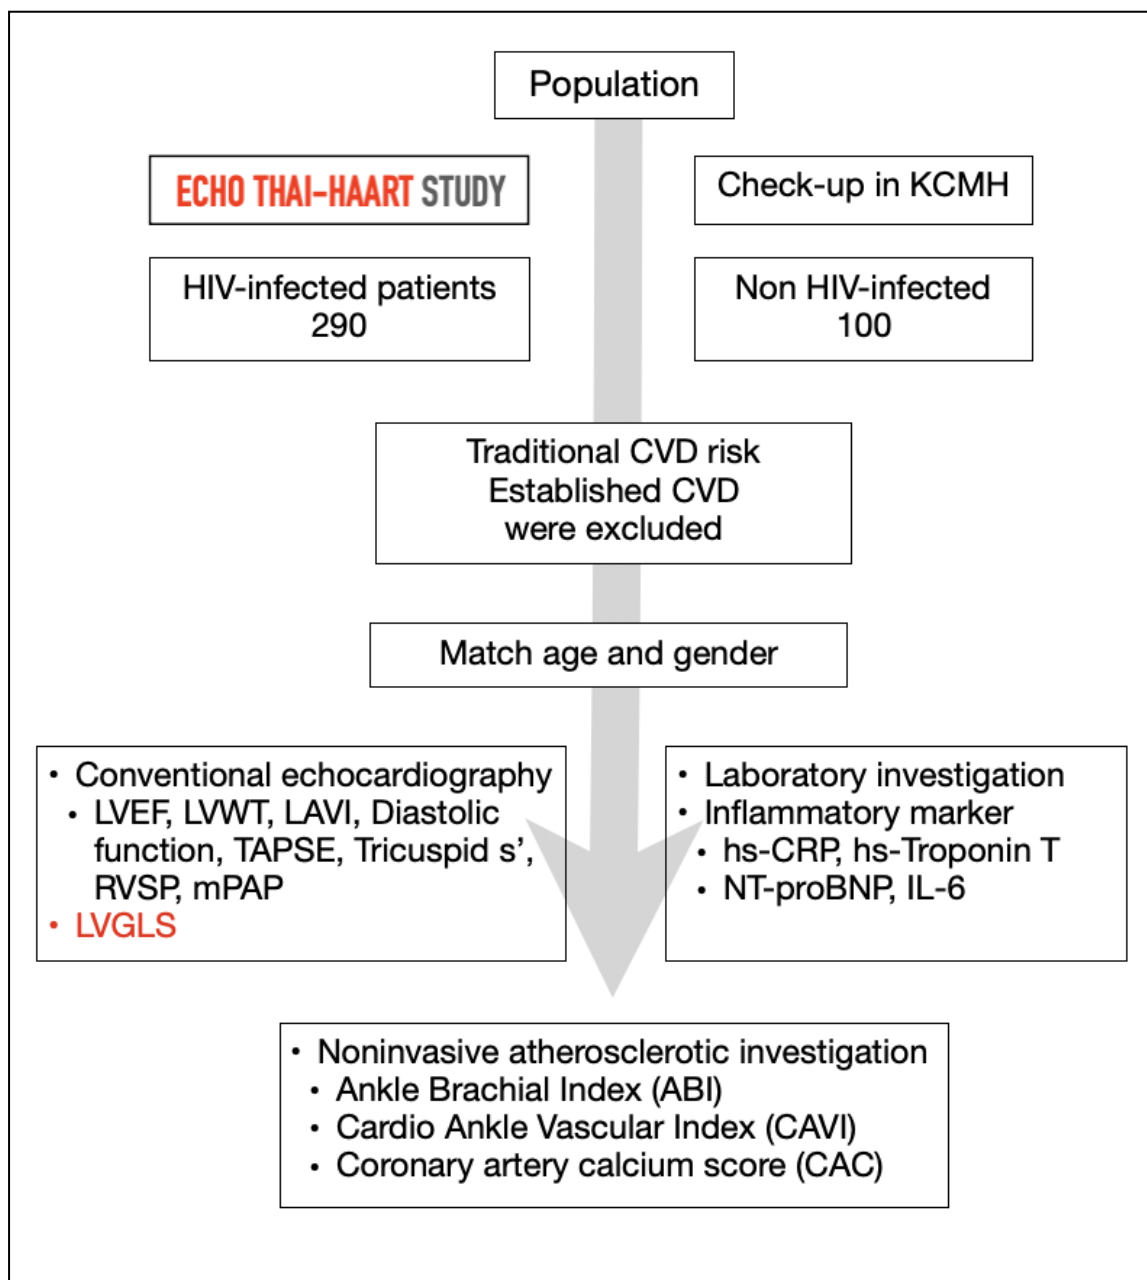 Population
ECHO THAI-HAART STUDY
Check-up in KCMH
HIV-infected patients
290
Non HIV-infected
100
Traditional CVD risk
Established CVD
were excluded
Match age and gender
• Conventional echocardiography
• LVEF, LVWT, LAVI, Diastolic
function, TAPSE, Tricuspid s’,
RVSP, mPAP
• LVGLS
• Laboratory investigation
• Inflammatory marker
• hs-CRP, hs-Troponin T
• NT-proBNP, IL-6
• Noninvasive atherosclerotic investigation
• Ankle Brachial Index (ABI)
• Cardio Ankle Vascular Index (CAVI)
• Coronary artery calcium score (CAC)